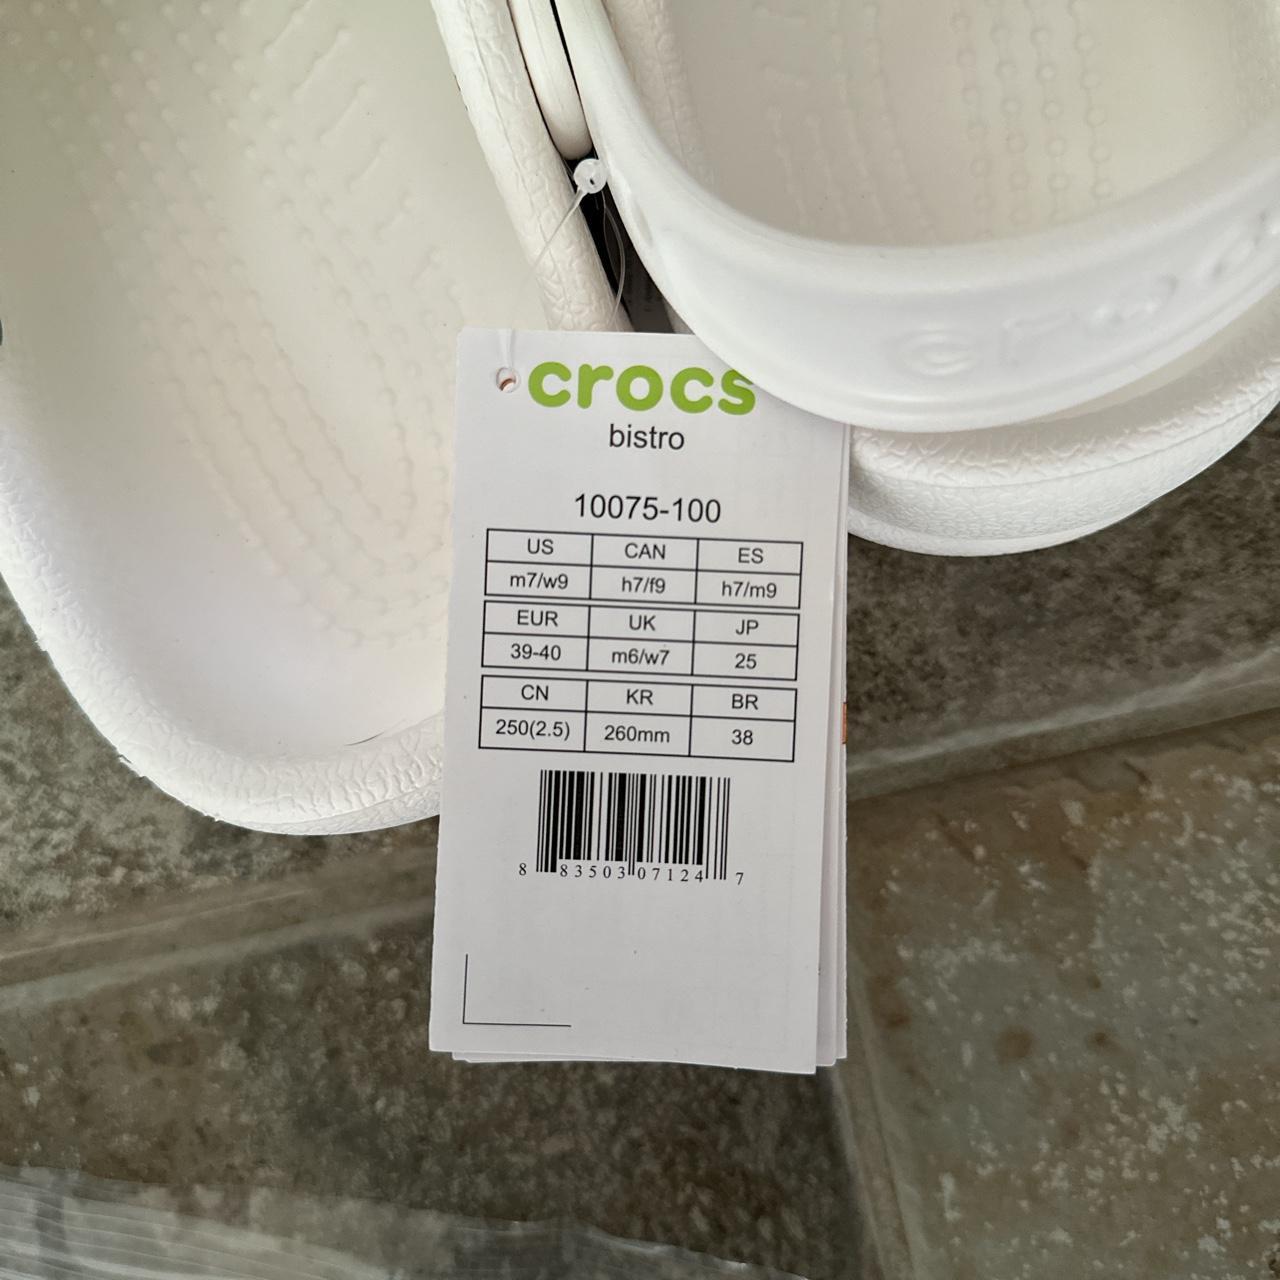 crocs
crocs
bistro
10075-100
US CAN ES
m7/w9 h7/f9 h7/m9
EUR UK JP
39-40 m6/w7 25
CN KR BR
250(2.5) 260mm 38
8 83503 07124 7